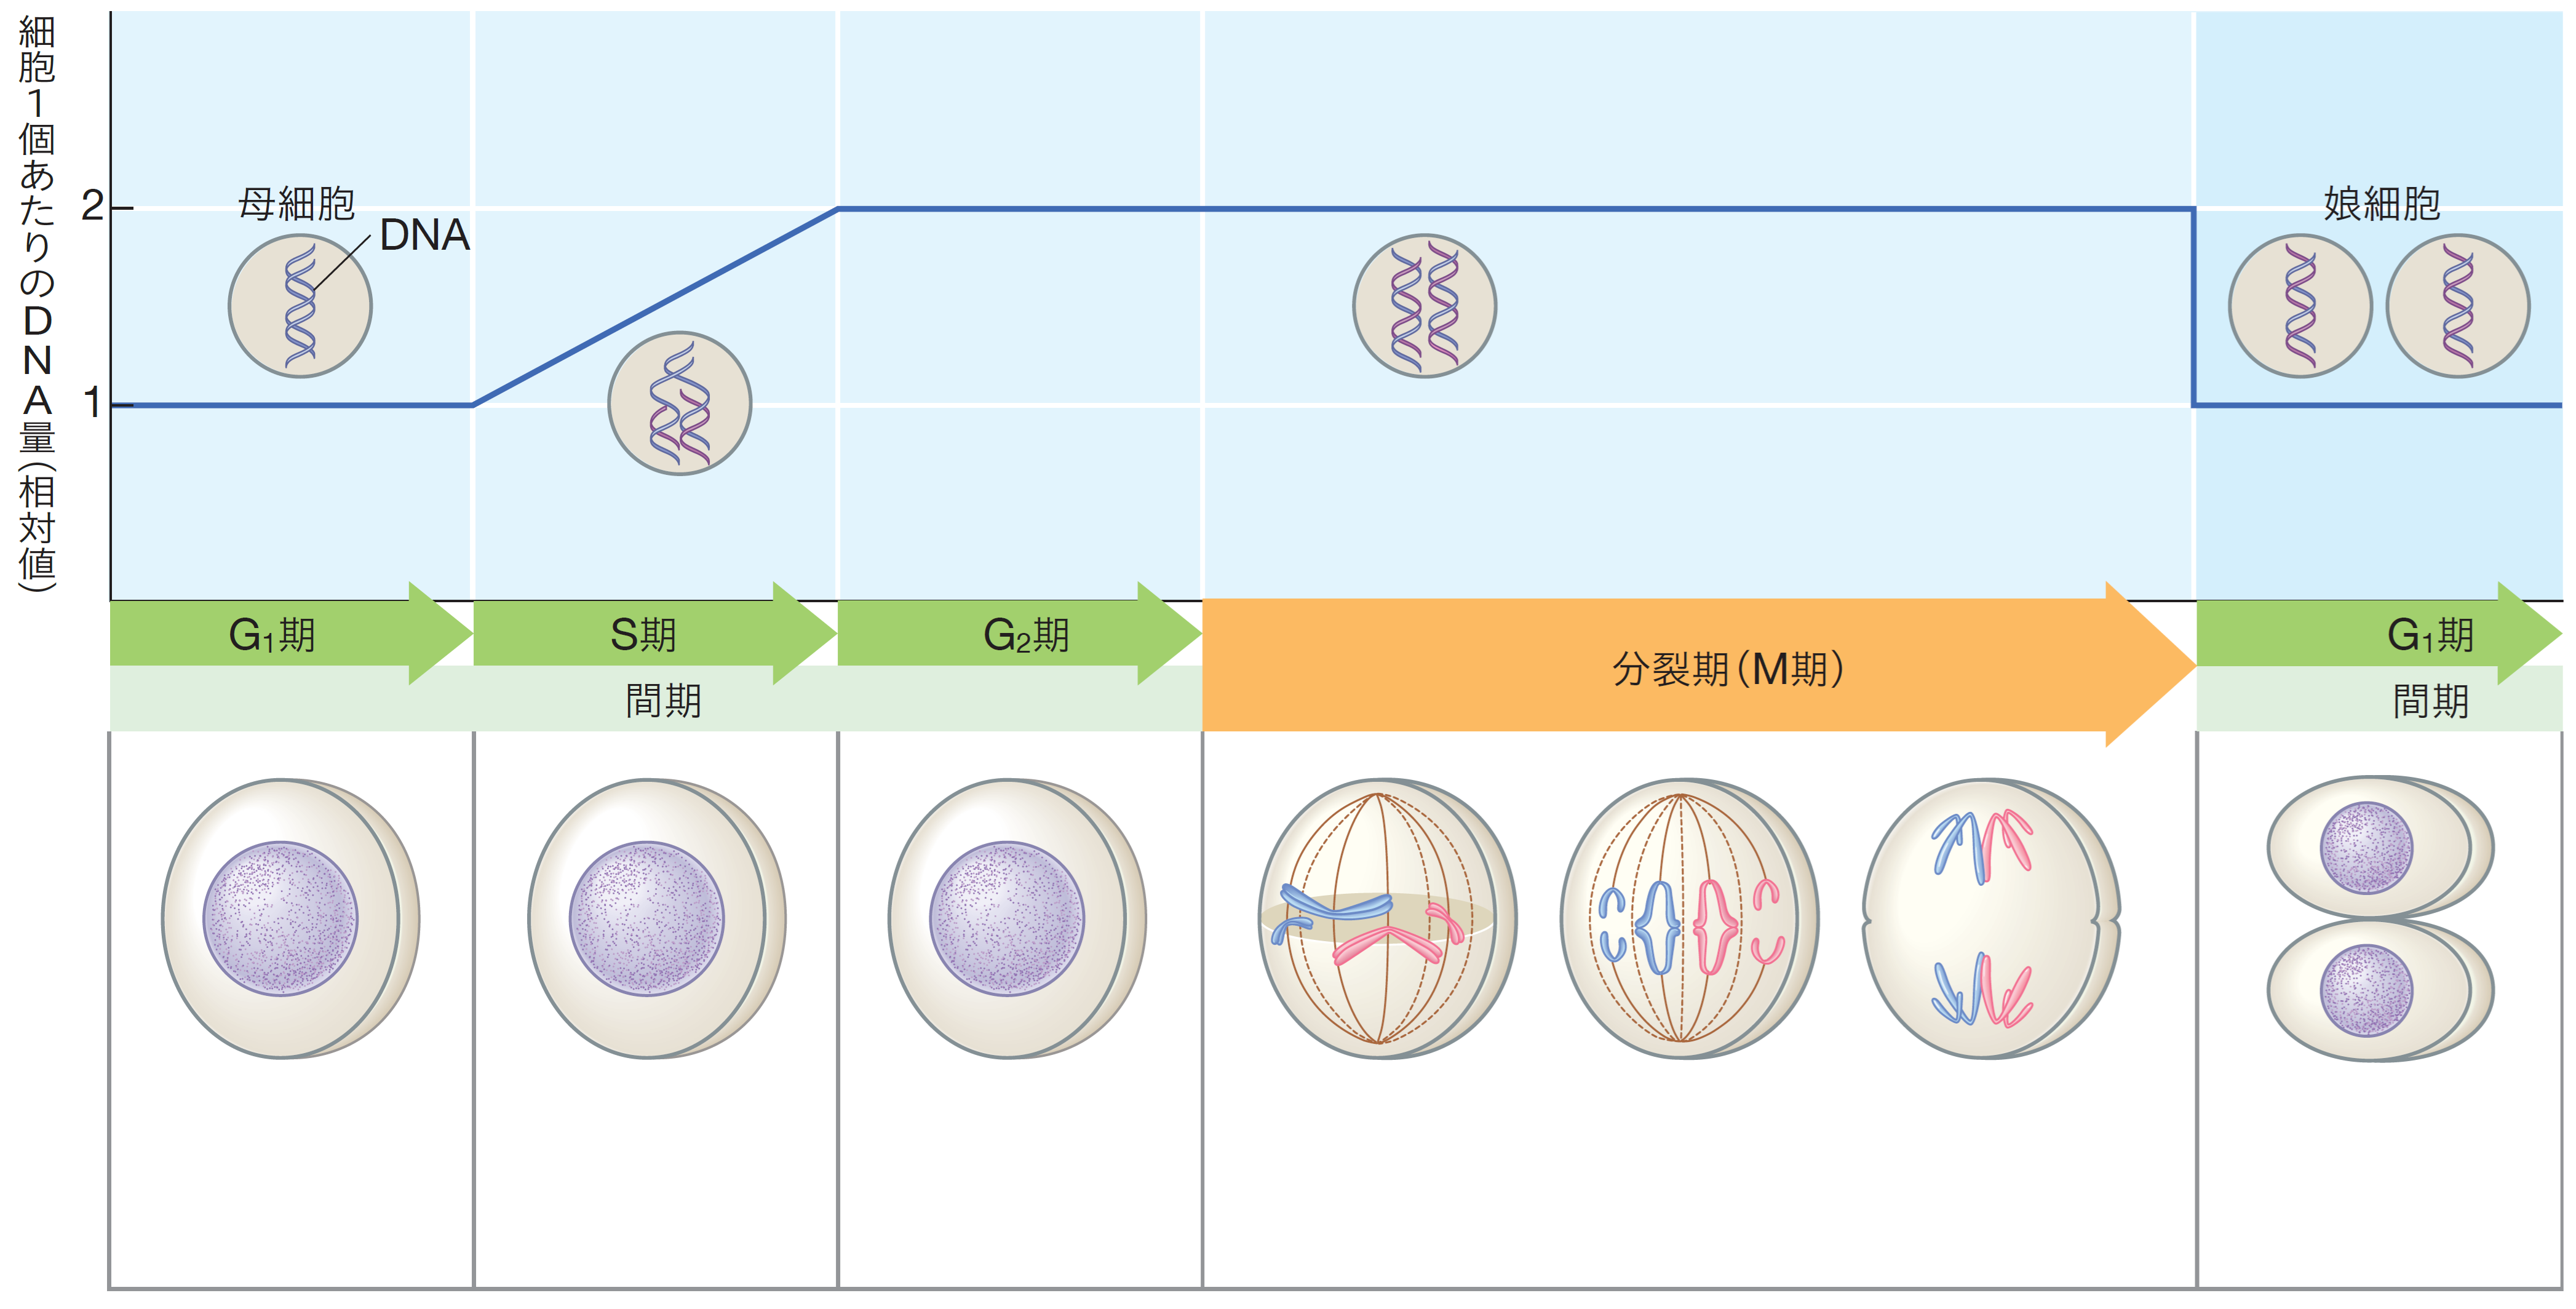 細胞1個あたりのDNA量(相対値)
2
1
母細胞
DNA
娘細胞
G₁期
S期
G₂期
分裂期(M期)
G₁期
間期
間期